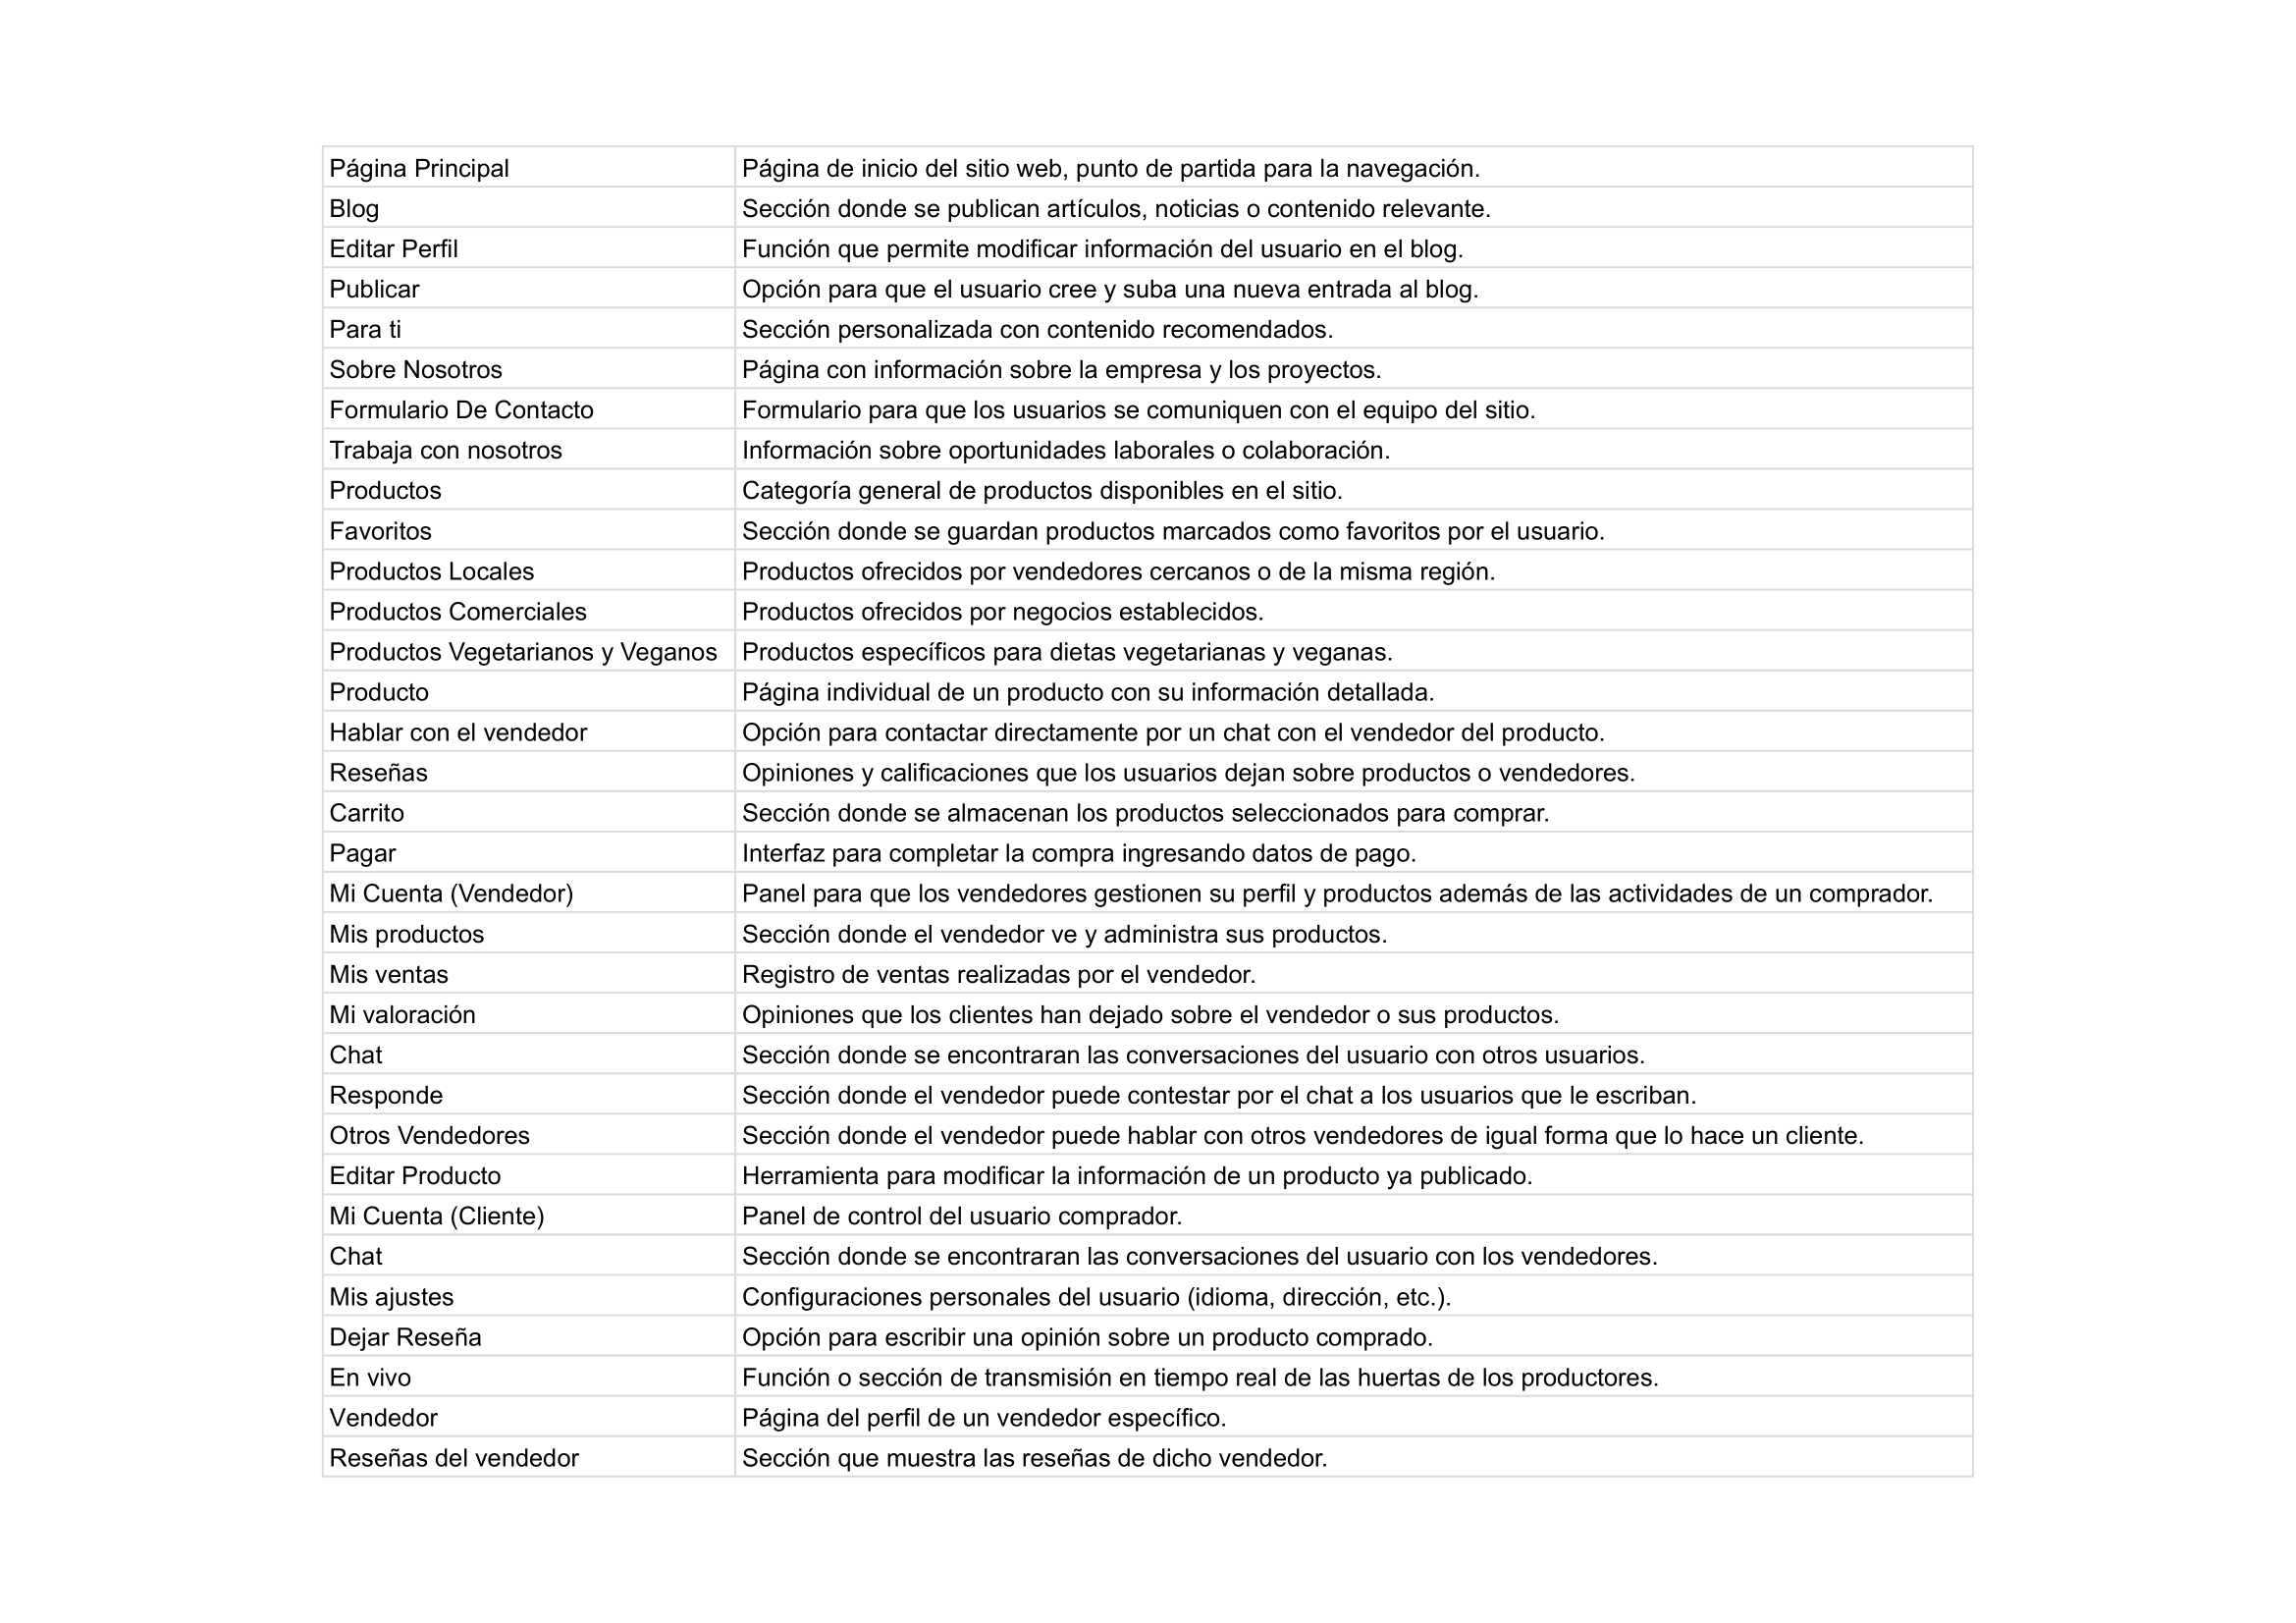 Página Principal Página de inicio del sitio web, punto de partida para la navegación.
Blog Sección donde se publican artículos, noticias o contenido relevante.
Editar Perfil Función que permite modificar información del usuario en el blog.
Publicar Opción para que el usuario cree y suba una nueva entrada al blog.
Para ti Sección personalizada con contenido recomendados.
Sobre Nosotros Página con información sobre la empresa y los proyectos.
Formulario De Contacto Formulario para que los usuarios se comuniquen con el equipo del sitio.
Trabaja con nosotros Información sobre oportunidades laborales o colaboración.
Productos Categoría general de productos disponibles en el sitio.
Favoritos Sección donde se guardan productos marcados como favoritos por el usuario.
Productos Locales Productos ofrecidos por vendedores cercanos o de la misma región.
Productos Comerciales Productos ofrecidos por negocios establecidos.
Productos Vegetarianos y Veganos Productos específicos para dietas vegetarianas y veganas.
Producto Página individual de un producto con su información detallada.
Hablar con el vendedor Opción para contactar directamente por un chat con el vendedor del producto.
Reseñas Opiniones y calificaciones que los usuarios dejan sobre productos o vendedores.
Carrito Sección donde se almacenan los productos seleccionados para comprar.
Pagar Interfaz para completar la compra ingresando datos de pago.
Mi Cuenta (Vendedor) Panel para que los vendedores gestionen su perfil y productos además de las actividades de un comprador.
Mis productos Sección donde el vendedor ve y administra sus productos.
Mis ventas Registro de ventas realizadas por el vendedor.
Mi valoración Opiniones que los clientes han dejado sobre el vendedor o sus productos.
Chat Sección donde se encontraran las conversaciones del usuario con otros usuarios.
Responde Sección donde el vendedor puede contestar por el chat a los usuarios que le escriban.
Otros Vendedores Sección donde el vendedor puede hablar con otros vendedores de igual forma que lo hace un cliente.
Editar Producto Herramienta para modificar la información de un producto ya publicado.
Mi Cuenta (Cliente) Panel de control del usuario comprador.
Chat Sección donde se encontraran las conversaciones del usuario con los vendedores.
Mis ajustes Configuraciones personales del usuario (idioma, dirección, etc.).
Dejar Reseña Opción para escribir una opinión sobre un producto comprado.
En vivo Función o sección de transmisión en tiempo real de las huertas de los productores.
Vendedor Página del perfil de un vendedor específico.
Reseñas del vendedor Sección que muestra las reseñas de dicho vendedor.